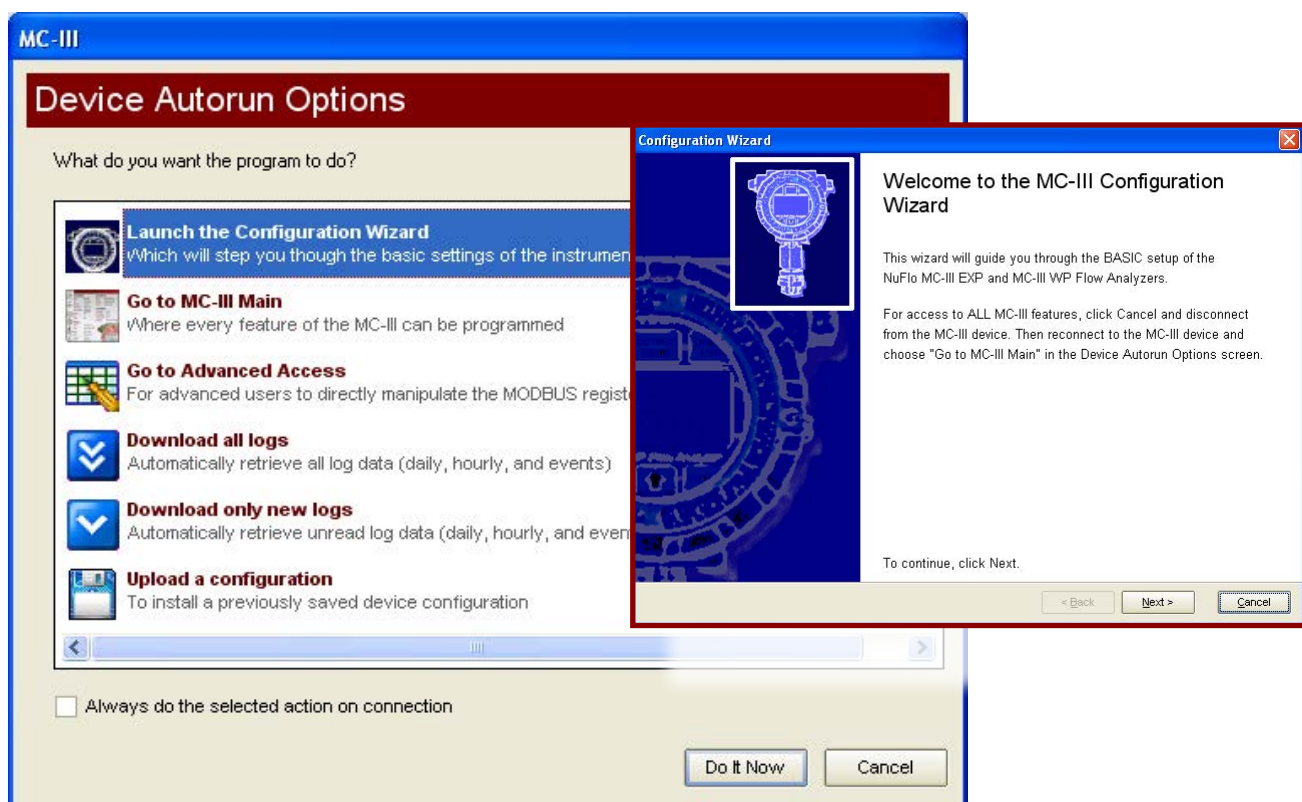 MC-III
Device Autorun Options
What do you want the program to do?
Launch the Configuration Wizard
Which will step you though the basic settings of the instrumen
Go to MC-III Main
Where every feature of the MC-III can be programmed
Go to Advanced Access
For advanced users to directly manipulate the MODBUS regist
Download all logs
Automatically retrieve all log data (daily, hourly, and events)
Download only new logs
Automatically retrieve unread log data (daily, hourly, and even
Upload a configuration
To install a previously saved device configuration
Always do the selected action on connection
Do It Now
Cancel
Configuration Wizard
Welcome to the MC-III Configuration
Wizard
This wizard will guide you through the BASIC setup of the
NuFlo MC-III EXP and MC-III WP Flow Analyzers.
For access to ALL MC-III features, click Cancel and disconnect
from the MC-III device. Then reconnect to the MC-III device and
choose "Go to MC-III Main" in the Device Autorun Options screen.
To continue, click Next.
< Back
Next >
Cancel